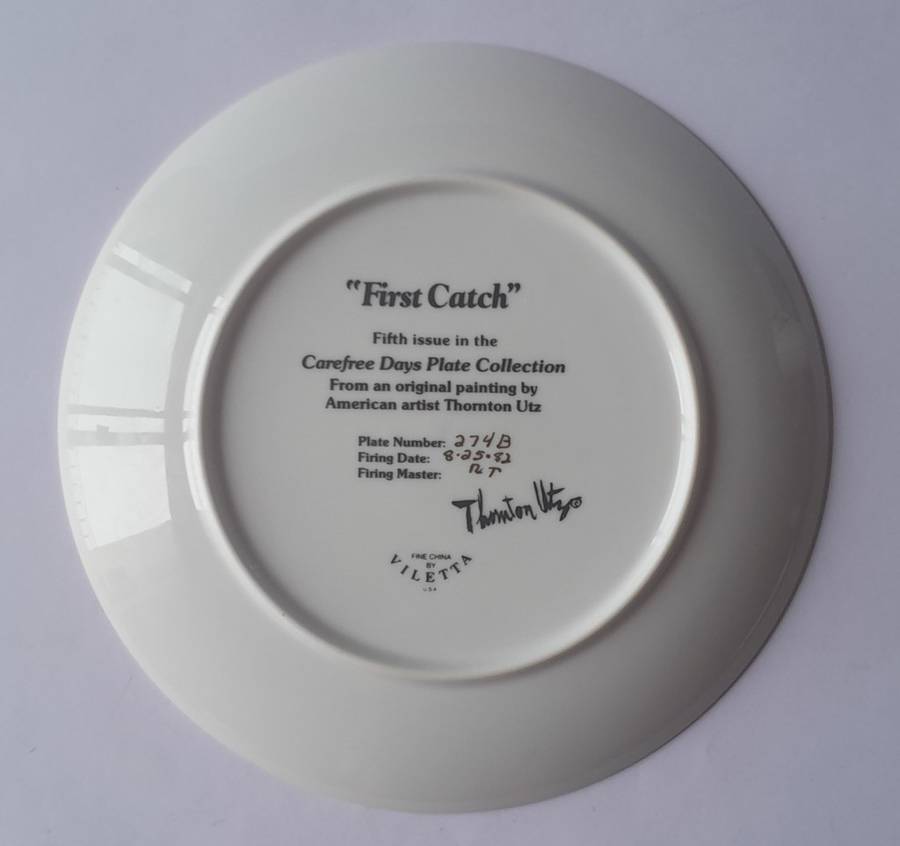 “First Catch”
Fifth issue in the
Carefree Days Plate Collection
From an original painting by
American artist Thornton Utz
Plate Number: 274B
Firing Date: 8·25·82
Firing Master: RT
Thornton Utz©
FINE CHINA
BY
VILETTA
USA